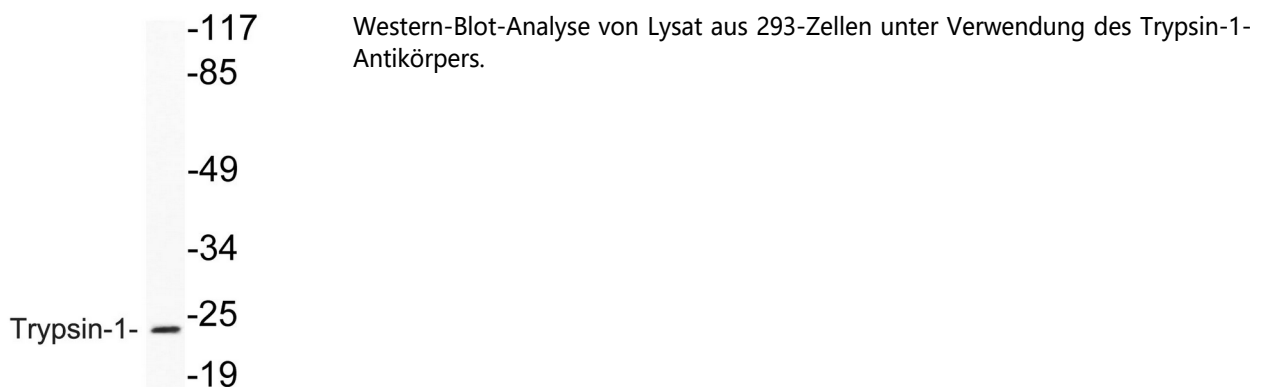 -117
-85
-49
-34
-25
Trypsin-1-
-19
Western-Blot-Analyse von Lysat aus 293-Zellen unter Verwendung des Trypsin-1-
Antikörpers.